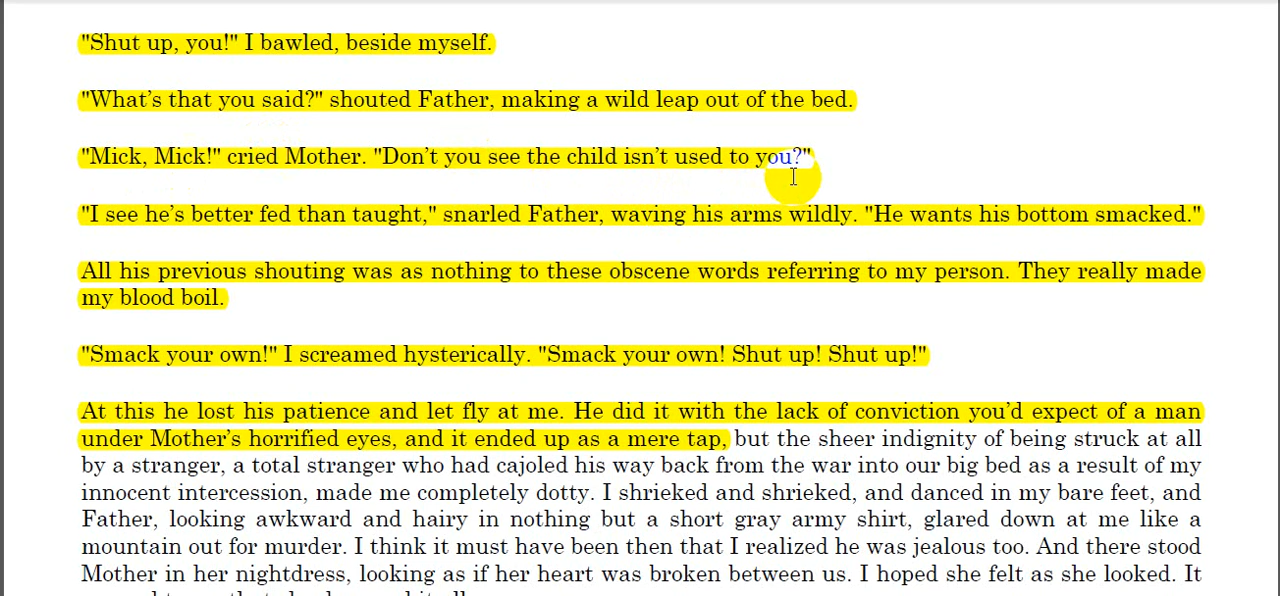 "Shut up, you!" I bawled, beside myself.
"What's that you said?" shouted Father, making a wild leap out of the bed.
"Mick, Mick!" cried Mother. "Don't you see the child isn't used to you?"
"I see he's better fed than taught," snarled Father, waving his arms wildly. "He wants his bottom smacked."
All his previous shouting was as nothing to these obscene words referring to my person. They really made
my blood boil.
"Smack your own!" I screamed hysterically. "Smack your own! Shut up! Shut up!"
At this he lost his patience and let fly at me. He did it with the lack of conviction you'd expect of a man
under Mother's horrified eyes, and it ended up as a mere tap, but the sheer indignity of being struck at all
by a stranger, a total stranger who had cajoled his way back from the war into our big bed as a result of my
innocent intercession, made me completely dotty. I shrieked and shrieked, and danced in my bare feet, and
Father, looking awkward and hairy in nothing but a short gray army shirt, glared down at me like a
mountain out for murder. I think it must have been then that I realized he was jealous too. And there stood
Mother in her nightdress, looking as if her heart was broken between us. I hoped she felt as she looked. It